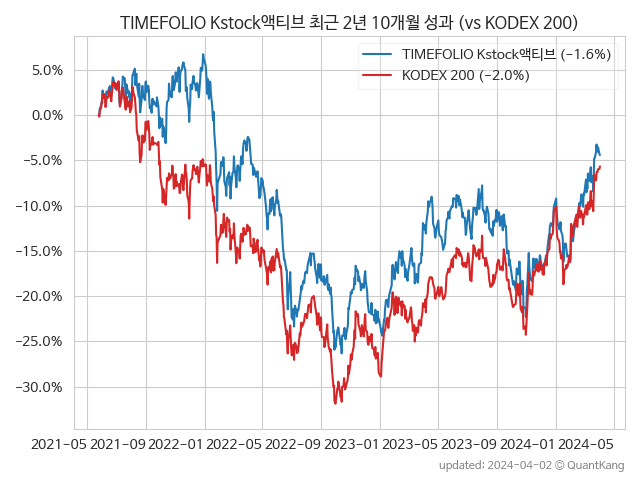 TIMEFOLIO Kstock액티브 최근 2년 10개월 성과 (vs KODEX 200)
TIMEFOLIO Kstock액티브 (−1.6%)
KODEX 200 (−2.0%)
5.0%
0.0%
−5.0%
−10.0%
−15.0%
−20.0%
−25.0%
−30.0%
2021-05 2021-09 2022-01 2022-05 2022-09 2023-01 2023-05 2023-09 2024-01 2024-05
updated: 2024-04-02 © QuantKang